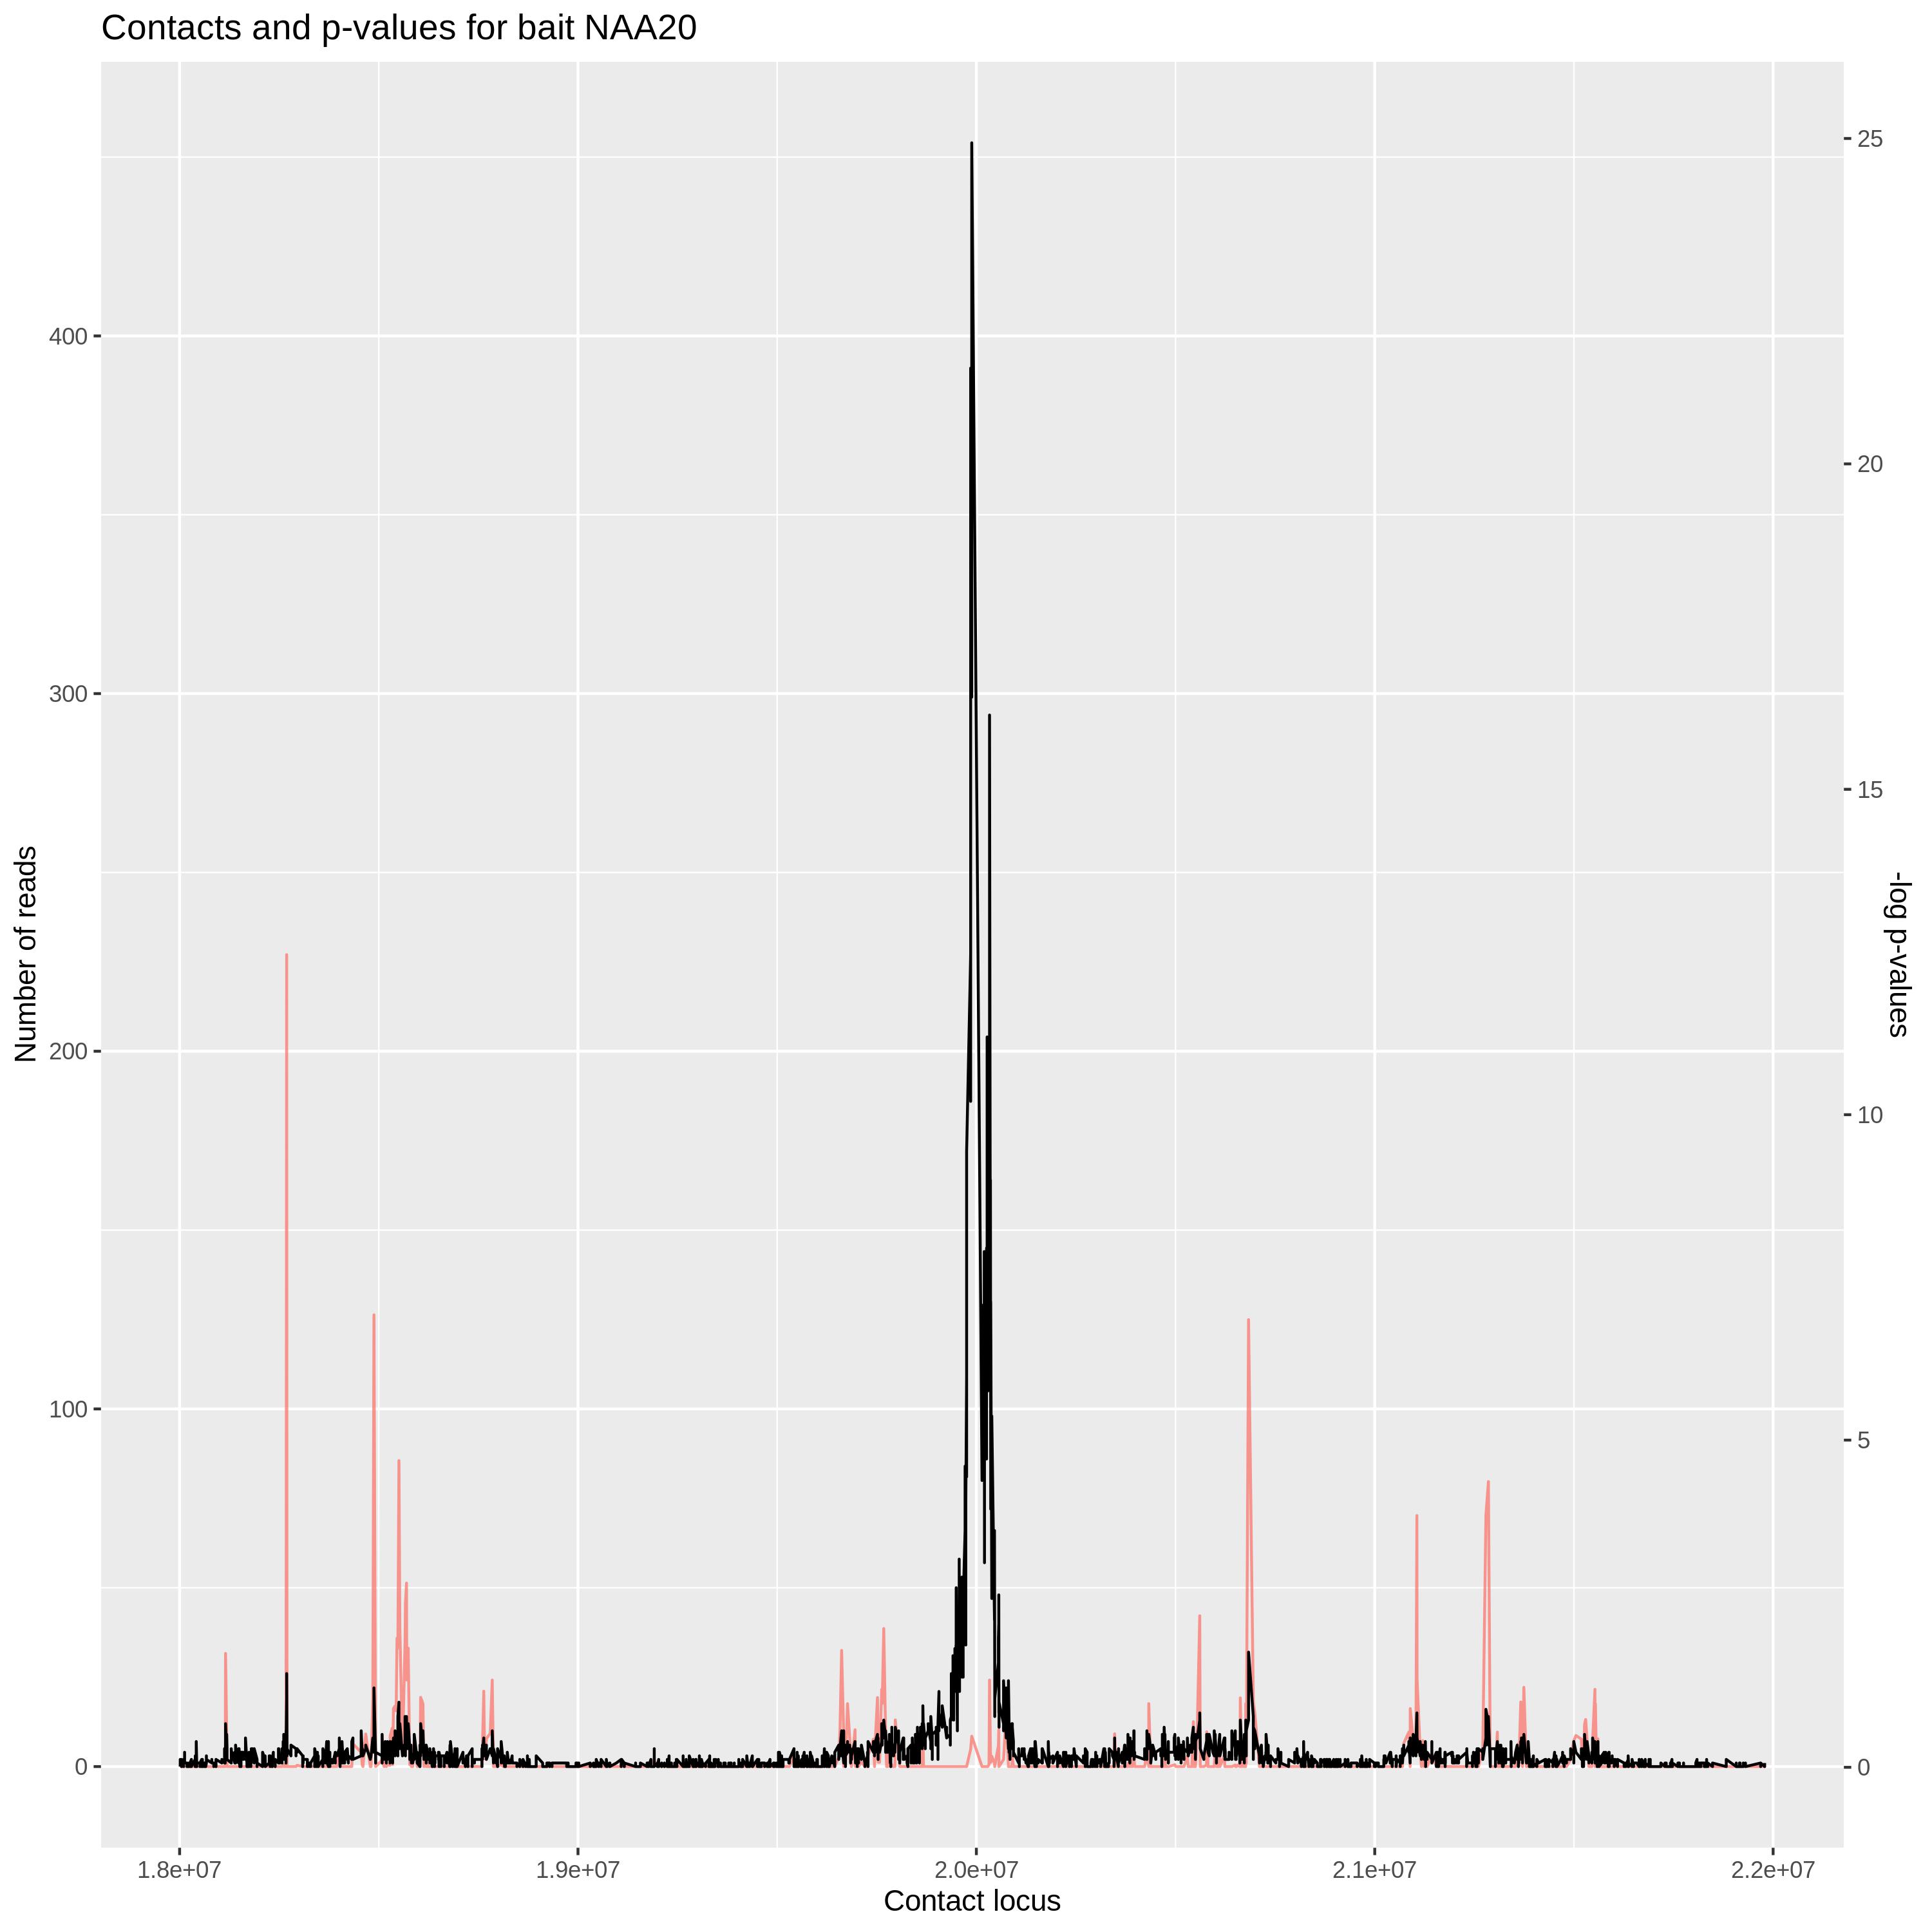 Contacts and p-values for bait NAA20
400
300
200
100
0
Number of reads
25
20
15
10
5
0
-log p-values
1.8e+07
1.9e+07
2.0e+07
2.1e+07
2.2e+07
Contact locus